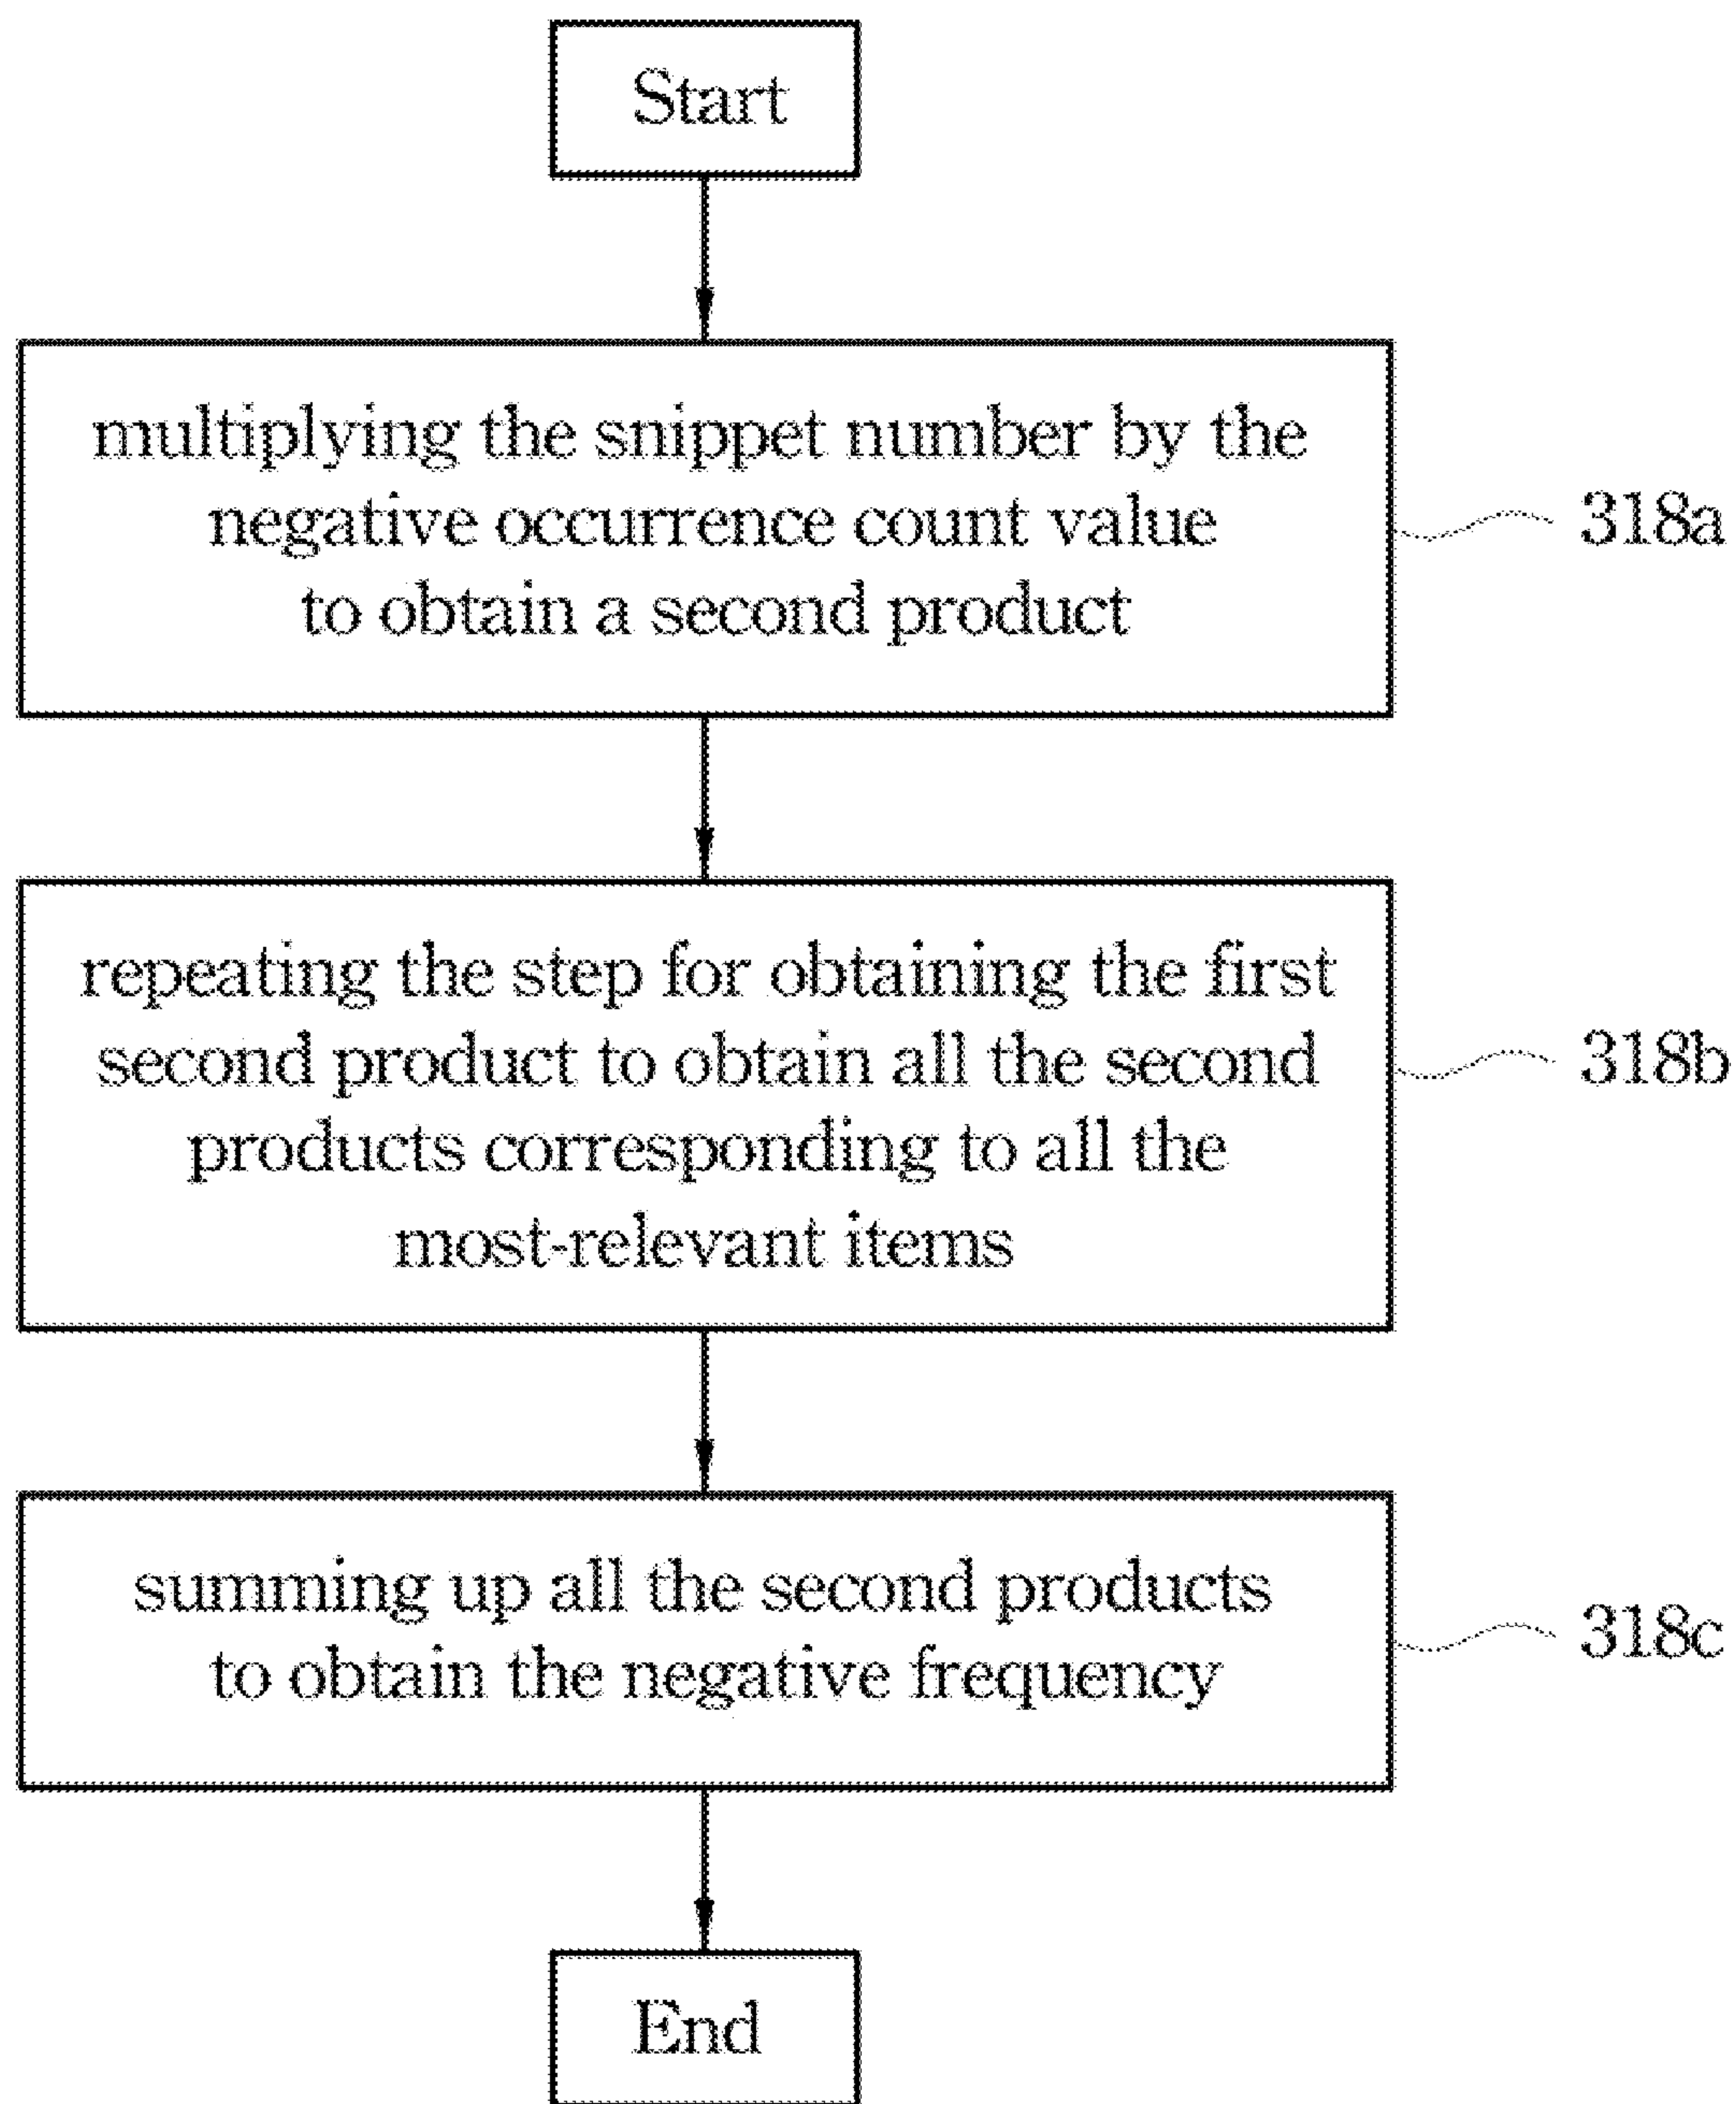 Start
multiplying the snippet number by the
negative occurrence count value
to obtain a second product
318a
repeating the step for obtaining the first
second product to obtain all the second
products corresponding to all the
most-relevant items
318b
summing up all the second products
to obtain the negative frequency
318c
End